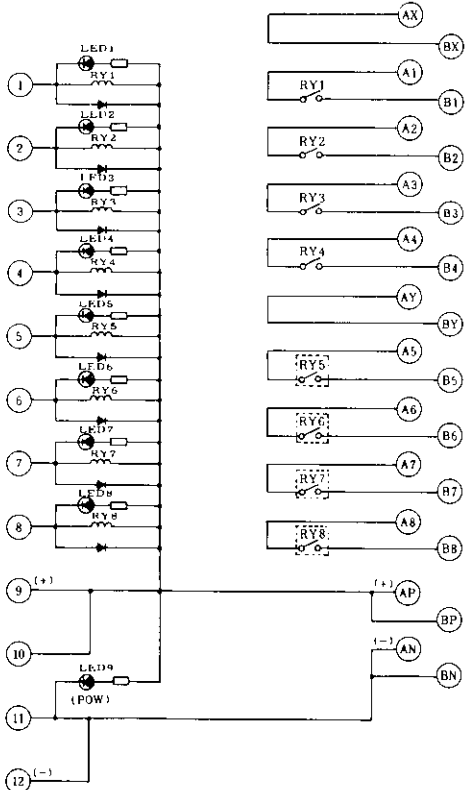 AX
BX
LED1
RY1
1
A1
RY1
B1
LED2
RY2
2
A2
RY2
B2
LED3
RY3
3
A3
RY3
B3
LED4
RY4
4
A4
RY4
B4
AY
BY
LED5
RY5
5
A5
RY5
B5
LED6
RY6
6
A6
RY6
B6
LED7
RY7
7
A7
RY7
B7
LED8
RY8
8
A8
RY8
B8
9 (+)
(+) AP
10
BP
(-) AN
LED9
(POW)
11
BN
12 (-)